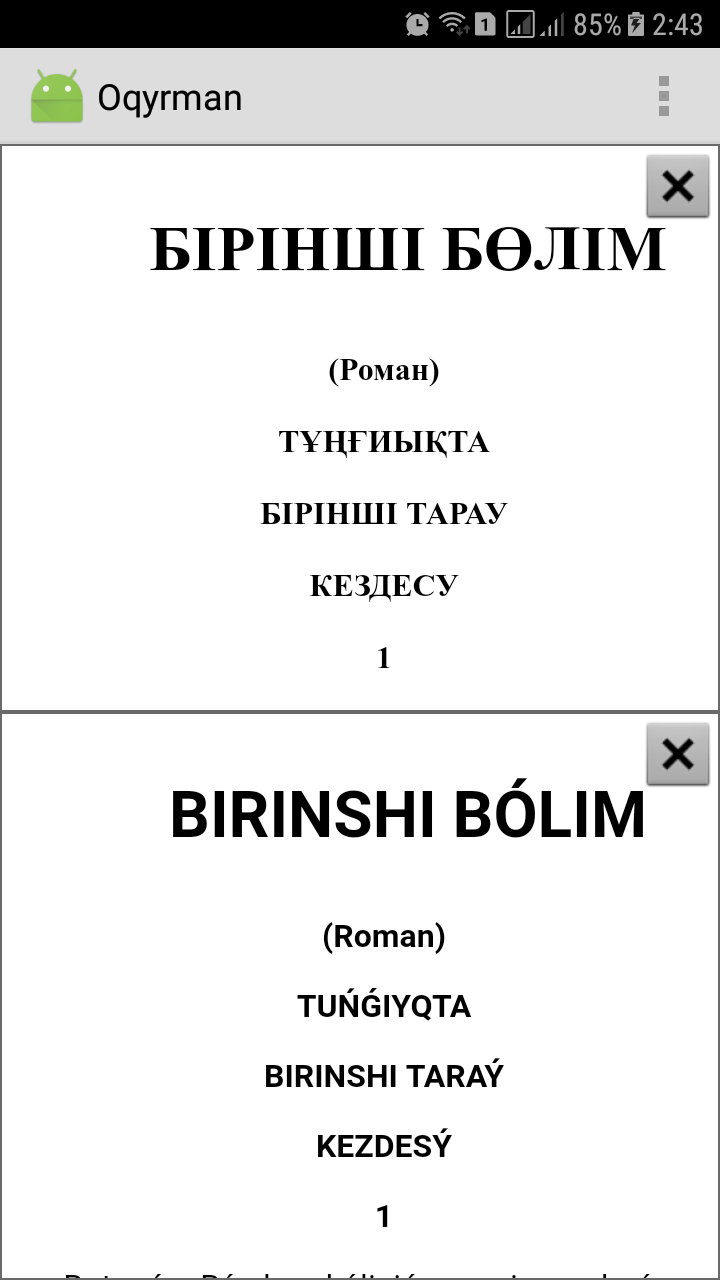 85% 2:43
Oqyrman
БІРІНШІ БӨЛІМ
(Роман)
ТҰҢҒИЫҚТА
БІРІНШІ ТАРАУ
КЕЗДЕСУ
1
BIRINSHI BÓLIM
(Roman)
TUŃǴIYQTA
BIRINSHI TARAÝ
KEZDESÝ
1